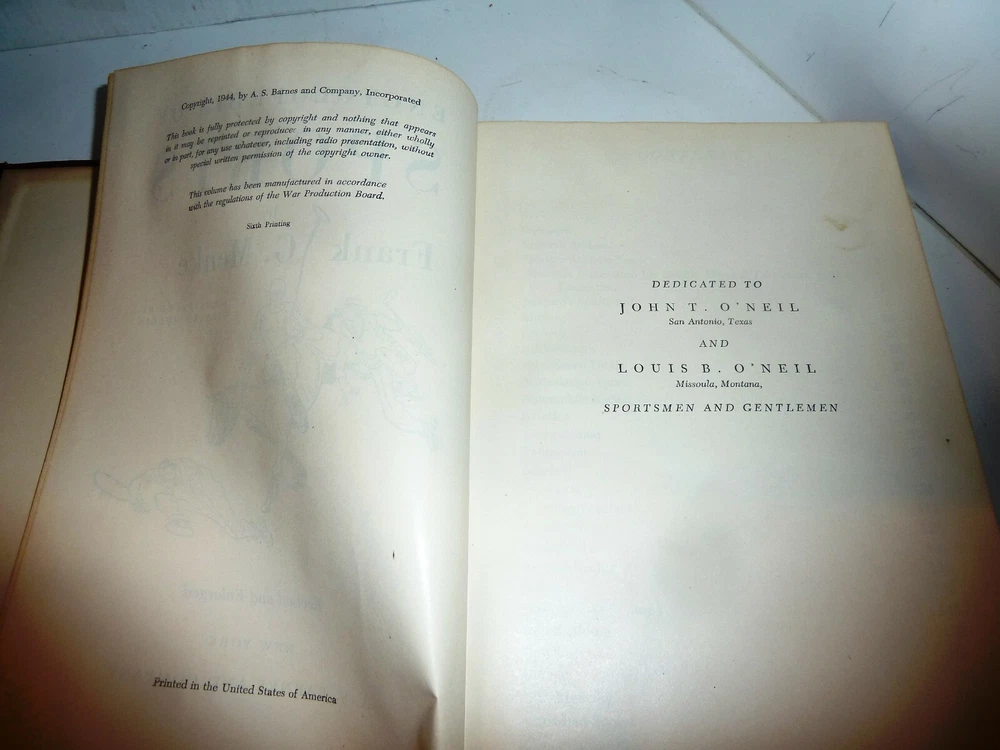 Copyright, 1944, by A. S. Barnes and Company, Incorporated
This book is fully protected by copyright and nothing that appears
in it may be reprinted or reproduced in any manner, either wholly
or in part, for any use whatever, including radio presentation, without
special written permission of the copyright owner.
This volume has been manufactured in accordance
with the regulations of the War Production Board.
Sixth Printing
Printed in the United States of America
DEDICATED TO
JOHN T. O'NEIL
San Antonio, Texas
AND
LOUIS B. O'NEIL
Missoula, Montana,
SPORTSMEN AND GENTLEMEN